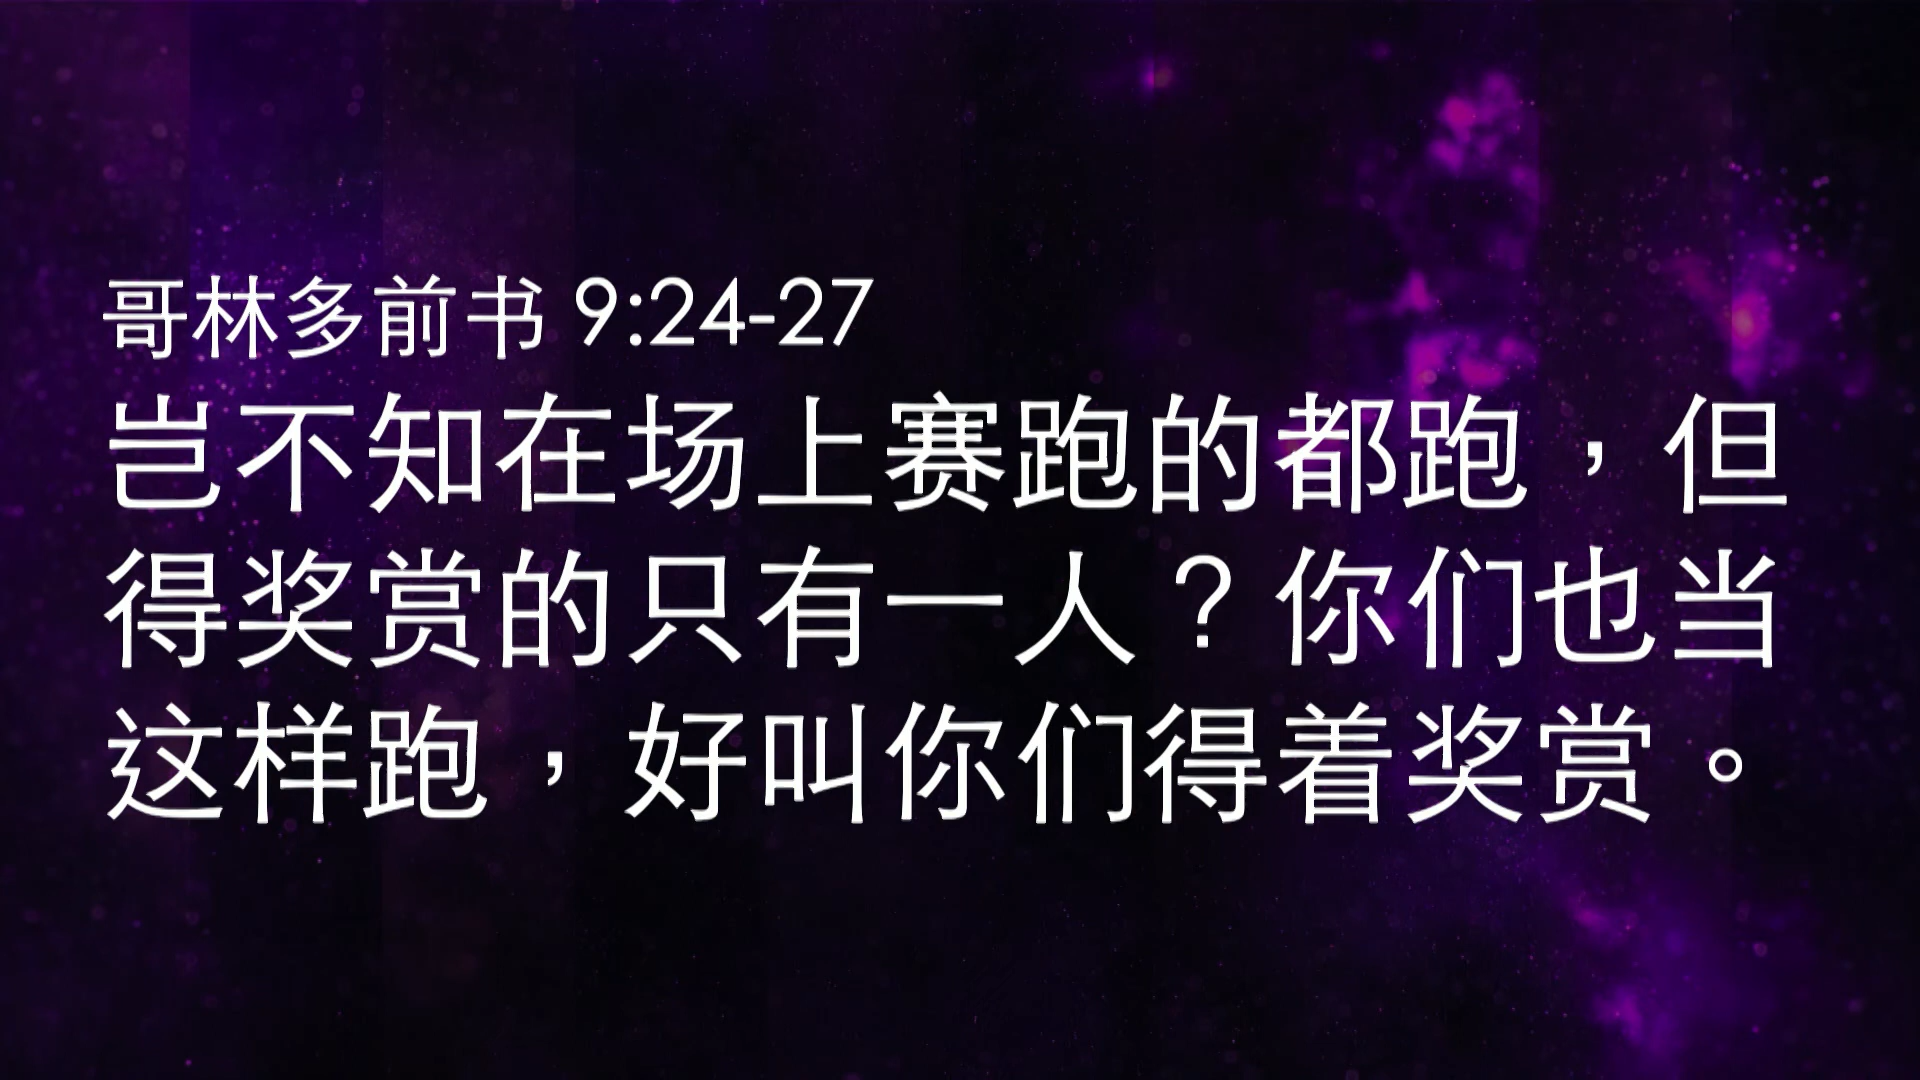 哥林多前书 9:24-27
岂不知在场上赛跑的都跑，但
得奖赏的只有一人？你们也当
这样跑，好叫你们得着奖赏。